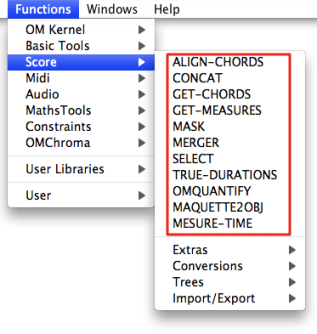 Functions Windows Help
OM Kernel
Basic Tools
Score
Midi
Audio
MathsTools
Constraints
OMChroma
User Libraries
User
ALIGN-CHORDS
CONCAT
GET-CHORDS
GET-MEASURES
MASK
MERGER
SELECT
TRUE-DURATIONS
OMQUANTIFY
MAQUETTE2OBJ
MESURE-TIME
Extras
Conversions
Trees
Import/Export